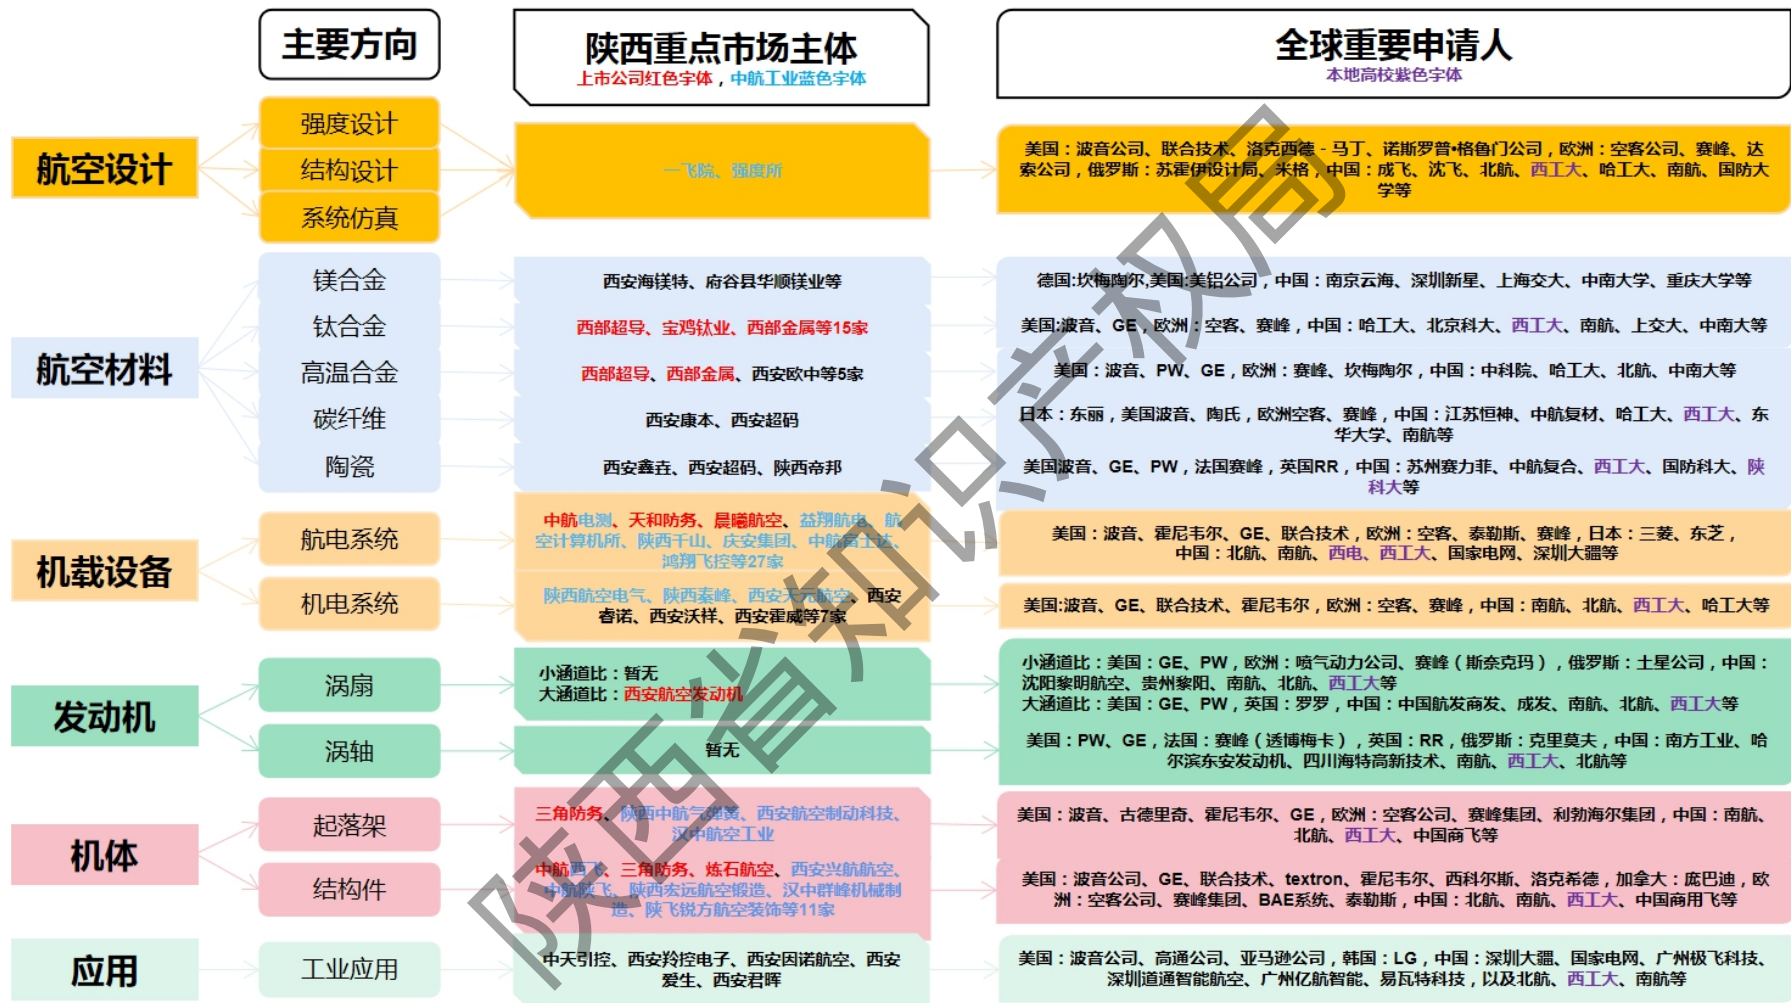 主要方向
陕西重点市场主体
上市公司红色字体，中航工业蓝色字体
全球重要申请人
本地高校紫色字体
航空设计
强度设计
结构设计
系统仿真
一飞院、强度所
美国：波音公司、联合技术、洛克西德－马丁、诺斯罗普•格鲁门公司，欧洲：空客公司、赛峰、达
索公司，俄罗斯：苏霍伊设计局、米格，中国：成飞、沈飞、北航、西工大、哈工大、南航、国防大
学等
航空材料
镁合金
西安海镁特、府谷县华顺镁业等
德国:坎梅陶尔,美国:美铝公司，中国：南京云海、深圳新星、上海交大、中南大学、重庆大学等
钛合金
西部超导、宝鸡钛业、西部金属等15家
美国:波音、GE，欧洲：空客、赛峰，中国：哈工大、北京科大、西工大、南航、上交大、中南大等
高温合金
西部超导、西部金属、西安欧中等5家
美国：波音、PW、GE，欧洲：赛峰、坎梅陶尔，中国：中科院、哈工大、北航、中南大等
碳纤维
西安康本、西安超码
日本：东丽，美国波音、陶氏，欧洲空客、赛峰，中国：江苏恒神、中航复材、哈工大、西工大、东
华大学、南航等
陶瓷
西安鑫垚、西安超码、陕西帝邦
美国波音、GE、PW，法国赛峰，英国RR，中国：苏州赛力菲、中航复合、西工大、国防科大、陕
科大等
机载设备
航电系统
中航电测、天和防务、晨曦航空、益翔航电、航
空计算机所、陕西千山、庆安集团、中航富士达、
鸿翔飞控等27家
美国：波音、霍尼韦尔、GE、联合技术，欧洲：空客、泰勒斯、赛峰，日本：三菱、东芝，
中国：北航、南航、西电、西工大、国家电网、深圳大疆等
机电系统
陕西航空电气、陕西秦峰、西安天元航空、西安
睿诺、西安沃祥、西安霍威等7家
美国:波音、GE、联合技术、霍尼韦尔，欧洲：空客、赛峰，中国：南航、北航、西工大、哈工大等
发动机
涡扇
小涵道比：暂无
大涵道比：西安航空发动机
小涵道比：美国：GE、PW，欧洲：喷气动力公司、赛峰（斯奈克玛），俄罗斯：土星公司，中国：
沈阳黎明航空、贵州黎阳、南航、北航、西工大等
大涵道比：美国：GE、PW，英国：罗罗，中国：中国航发商发、成发、南航、北航、西工大等
涡轴
暂无
美国：PW、GE，法国：赛峰（透博梅卡），英国：RR，俄罗斯：克里莫夫，中国：南方工业、哈
尔滨东安发动机、四川海特高新技术、南航、西工大、北航等
机体
起落架
三角防务、陕西中航气弹簧、西安航空制动科技、
汉中航空工业
美国：波音、古德里奇、霍尼韦尔、GE，欧洲：空客公司、赛峰集团、利勃海尔集团，中国：南航、
北航、西工大、中国商飞等
结构件
中航西飞、三角防务、炼石航空、西安兴航航空、
中航陕飞、陕西宏远航空锻造、汉中群峰机械制
造、陕飞锐方航空装饰等11家
美国：波音公司、GE、联合技术、textron、霍尼韦尔、西科尔斯、洛克希德，加拿大：庞巴迪，欧
洲：空客公司、赛峰集团、BAE系统、泰勒斯，中国：北航、南航、西工大、中国商用飞等
应用
工业应用
中天引控、西安羚控电子、西安因诺航空、西安
爱生、西安君晖
美国：波音公司、高通公司、亚马逊公司，韩国：LG，中国：深圳大疆、国家电网、广州极飞科技、
深圳道通智能航空、广州亿航智能、易瓦特科技，以及北航、西工大、南航等
陕西省知识产权局